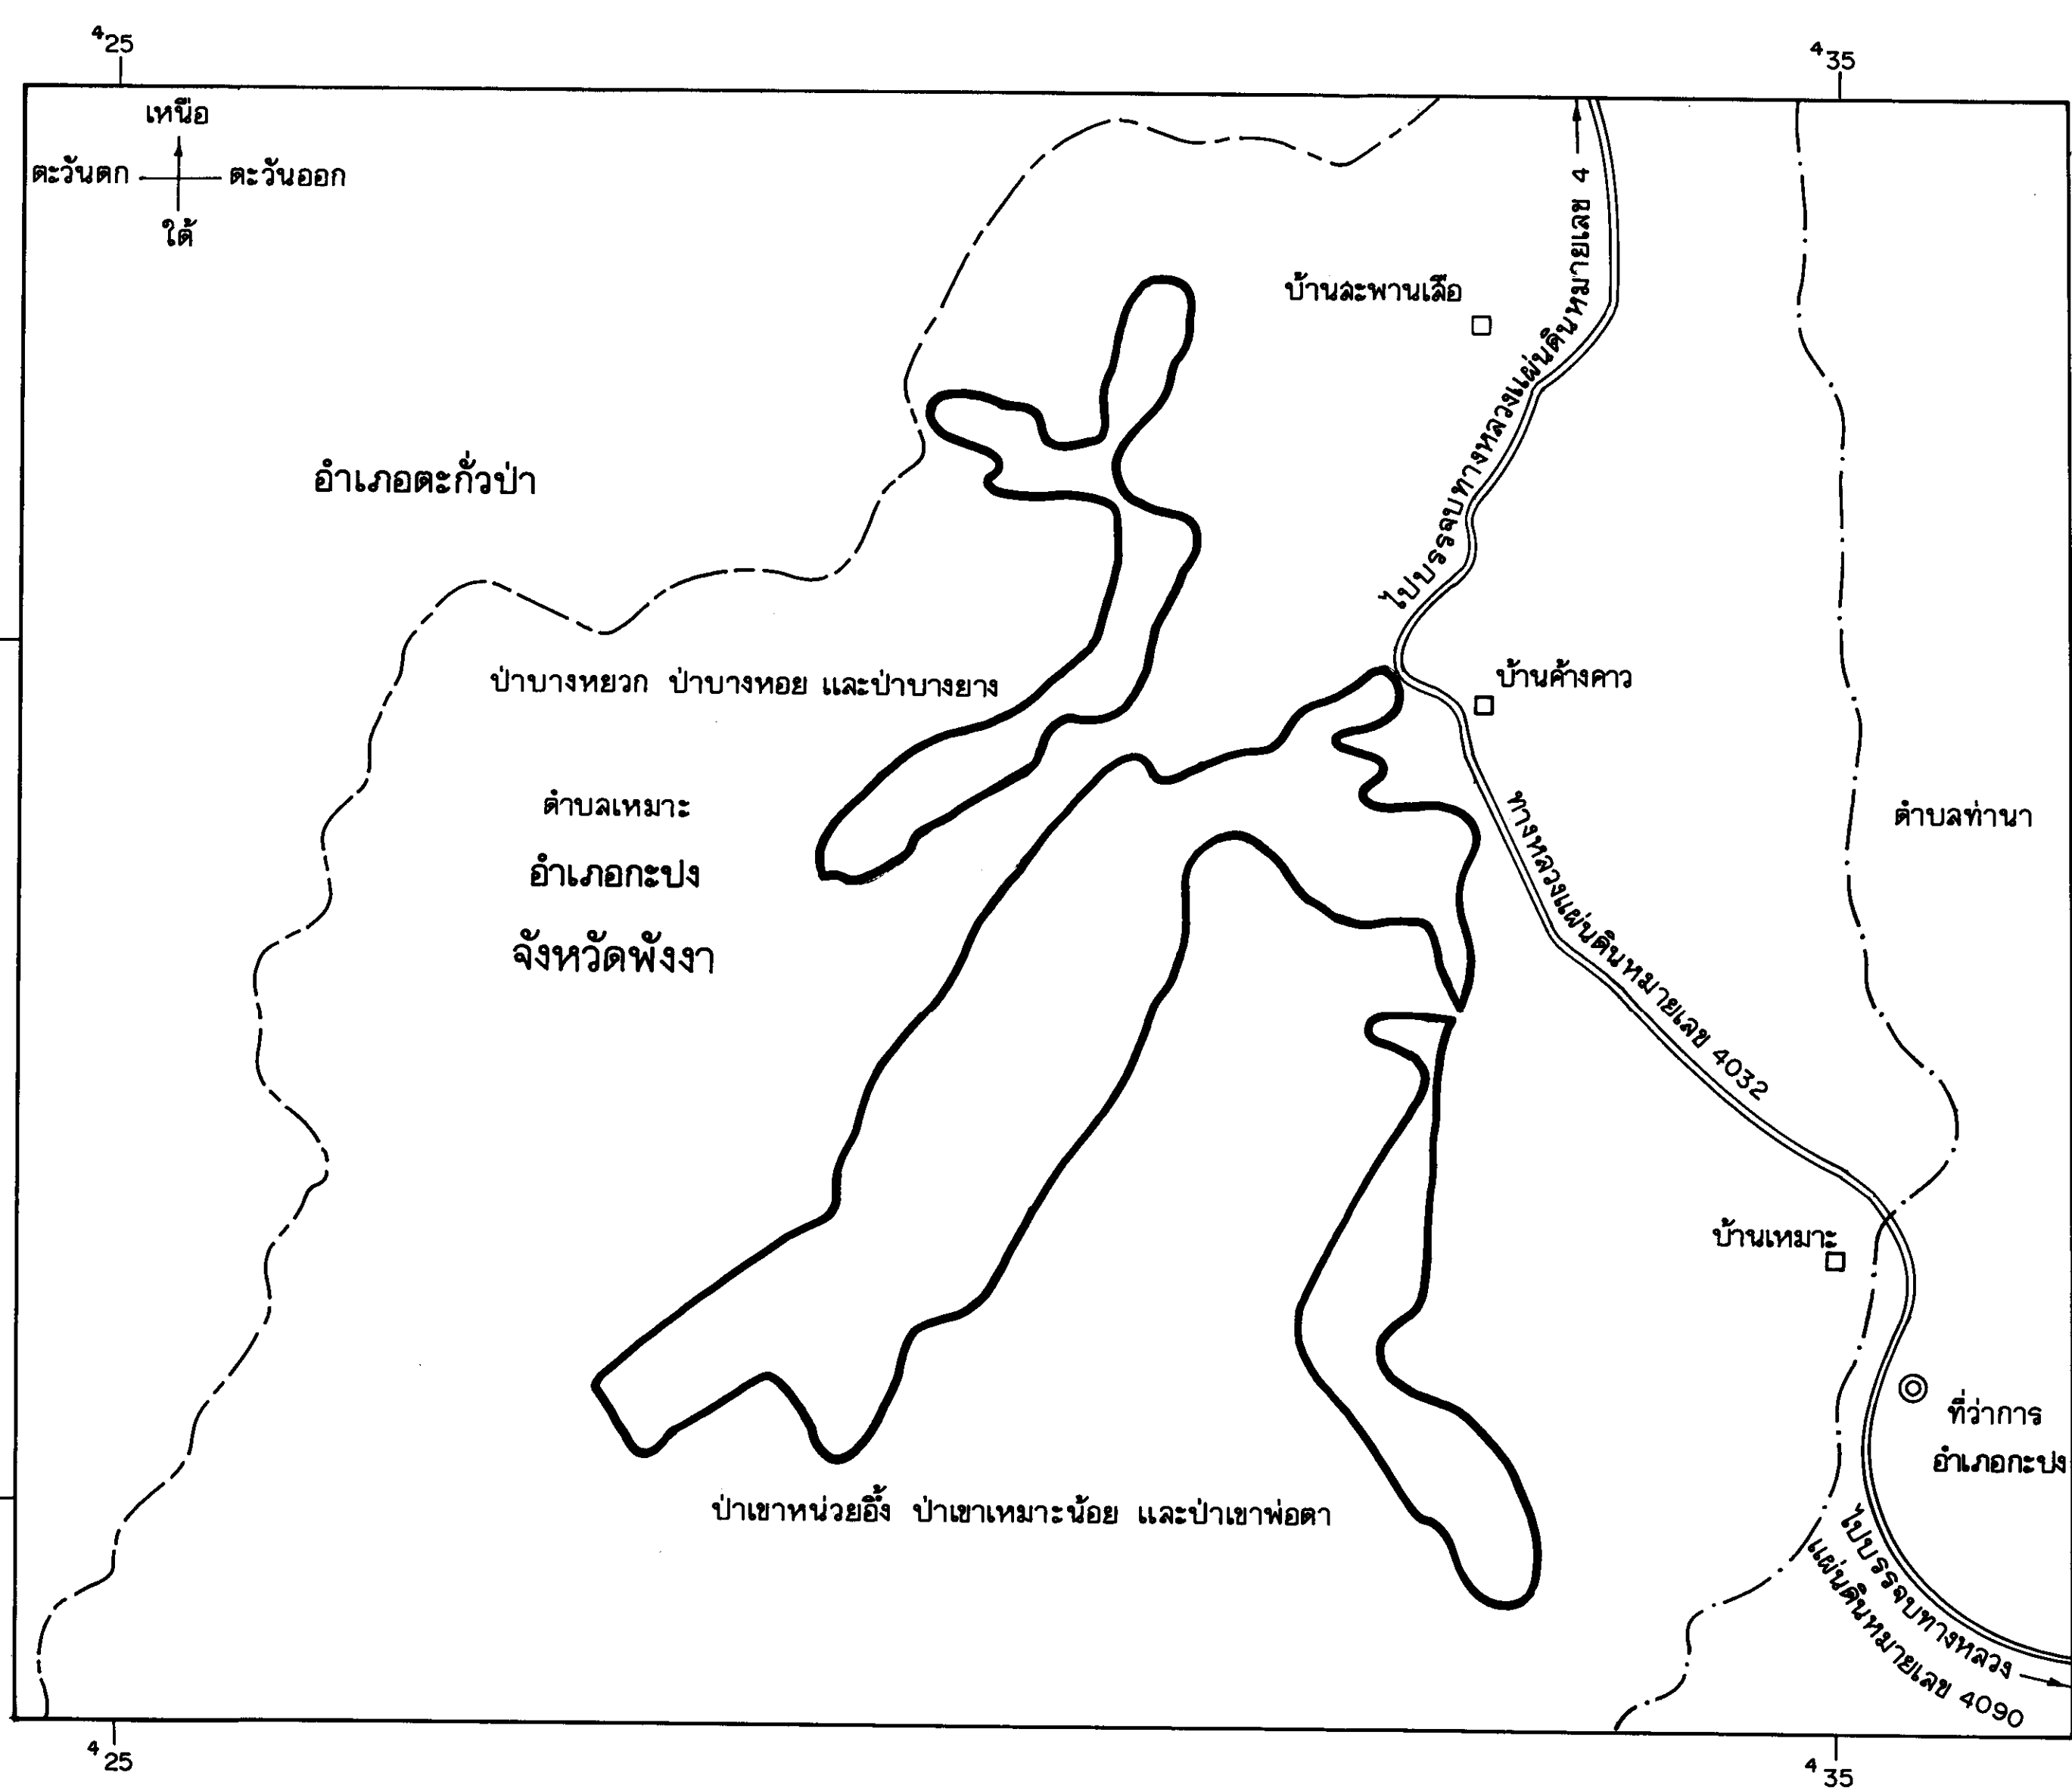 ⁴25
⁴35
เหนือ
ตะวันตก
ตะวันออก
ใต้
บ้านสะพานเสือ
ไปบรรจบทางหลวงแผ่นดินหมายเลข 4
อำเภอตะกั่วป่า
ป่าบางหยวก ป่าบางหอย และป่าบางยาง
บ้านค้างคาว
ตำบลเหมาะ
อำเภอกะปง
จังหวัดพังงา
ทางหลวงแผ่นดินหมายเลข 4032
ตำบลท่านา
บ้านเหมาะ
ที่ว่าการ
อำเภอกะปง
ป่าเขาหน่วยอึ้ง ป่าเขาเหมาะน้อย และป่าเขาพ่อตา
ไปบรรจบทางหลวง
แผ่นดินหมายเลข 4090
⁴25
⁴35